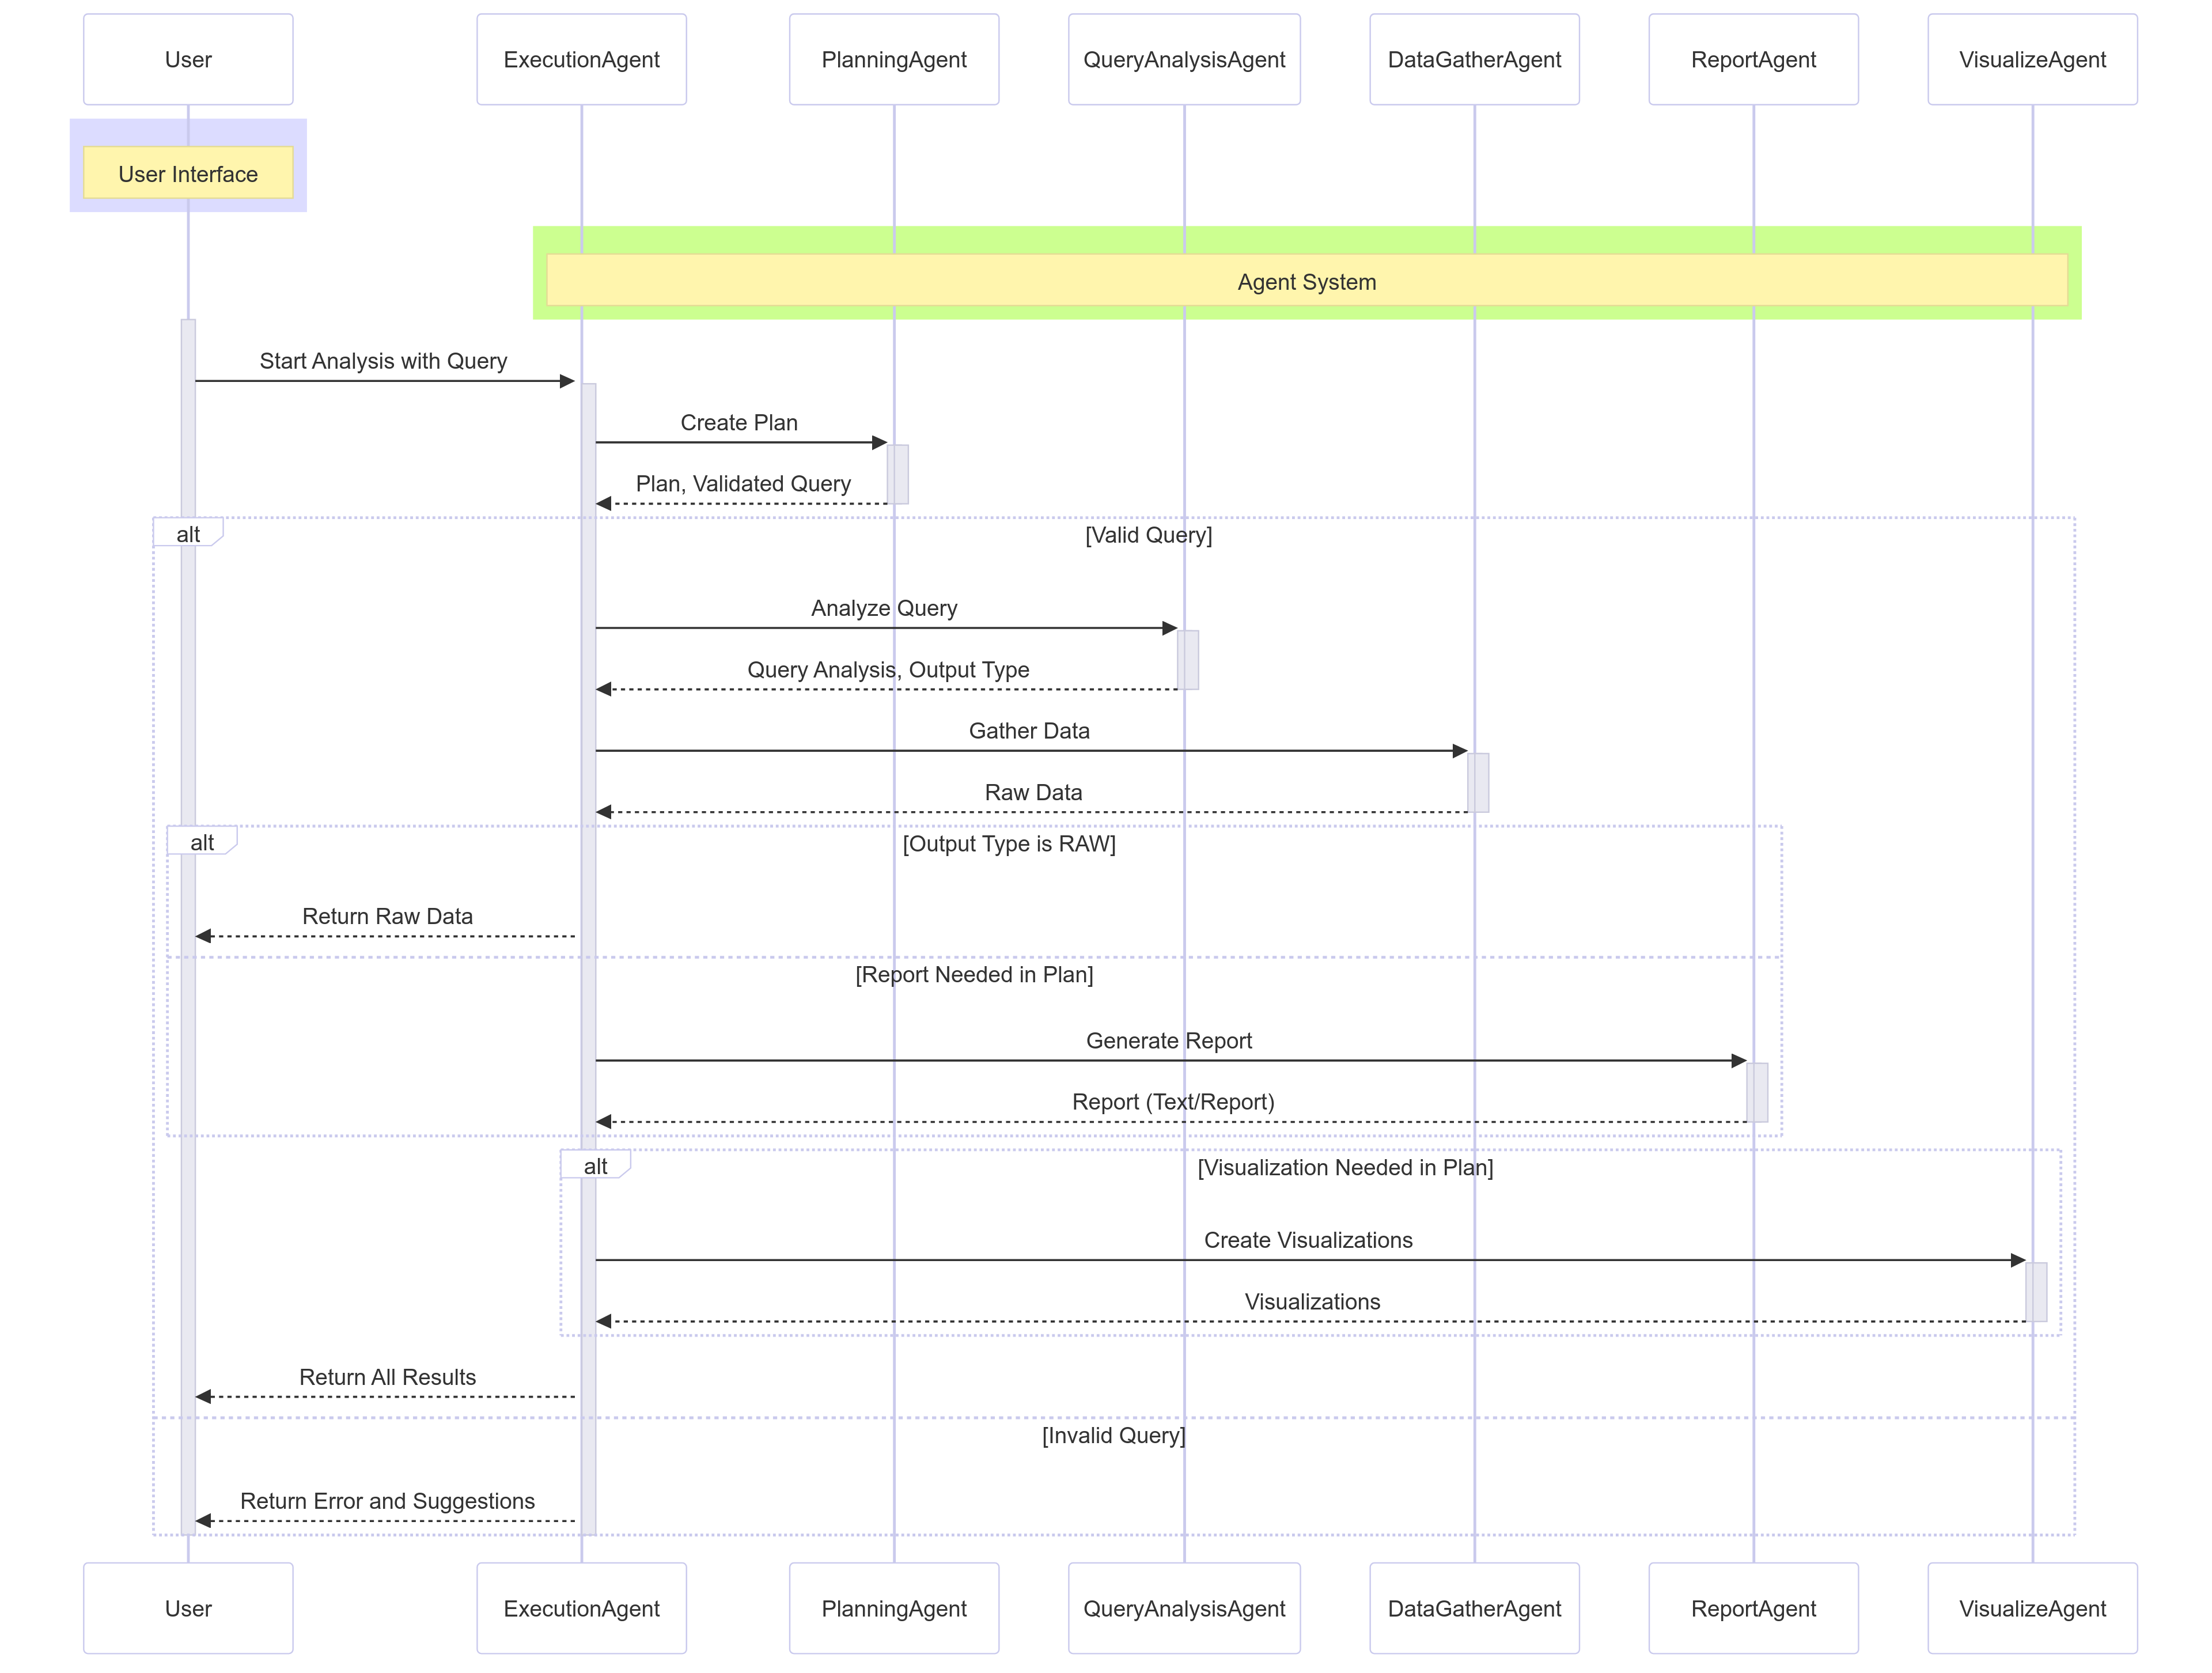 User
ExecutionAgent
PlanningAgent
QueryAnalysisAgent
DataGatherAgent
ReportAgent
VisualizeAgent
User Interface
Agent System
Start Analysis with Query
Create Plan
Plan, Validated Query
alt
[Valid Query]
Analyze Query
Query Analysis, Output Type
Gather Data
Raw Data
alt
[Output Type is RAW]
Return Raw Data
[Report Needed in Plan]
Generate Report
Report (Text/Report)
alt
[Visualization Needed in Plan]
Create Visualizations
Visualizations
Return All Results
[Invalid Query]
Return Error and Suggestions
User
ExecutionAgent
PlanningAgent
QueryAnalysisAgent
DataGatherAgent
ReportAgent
VisualizeAgent